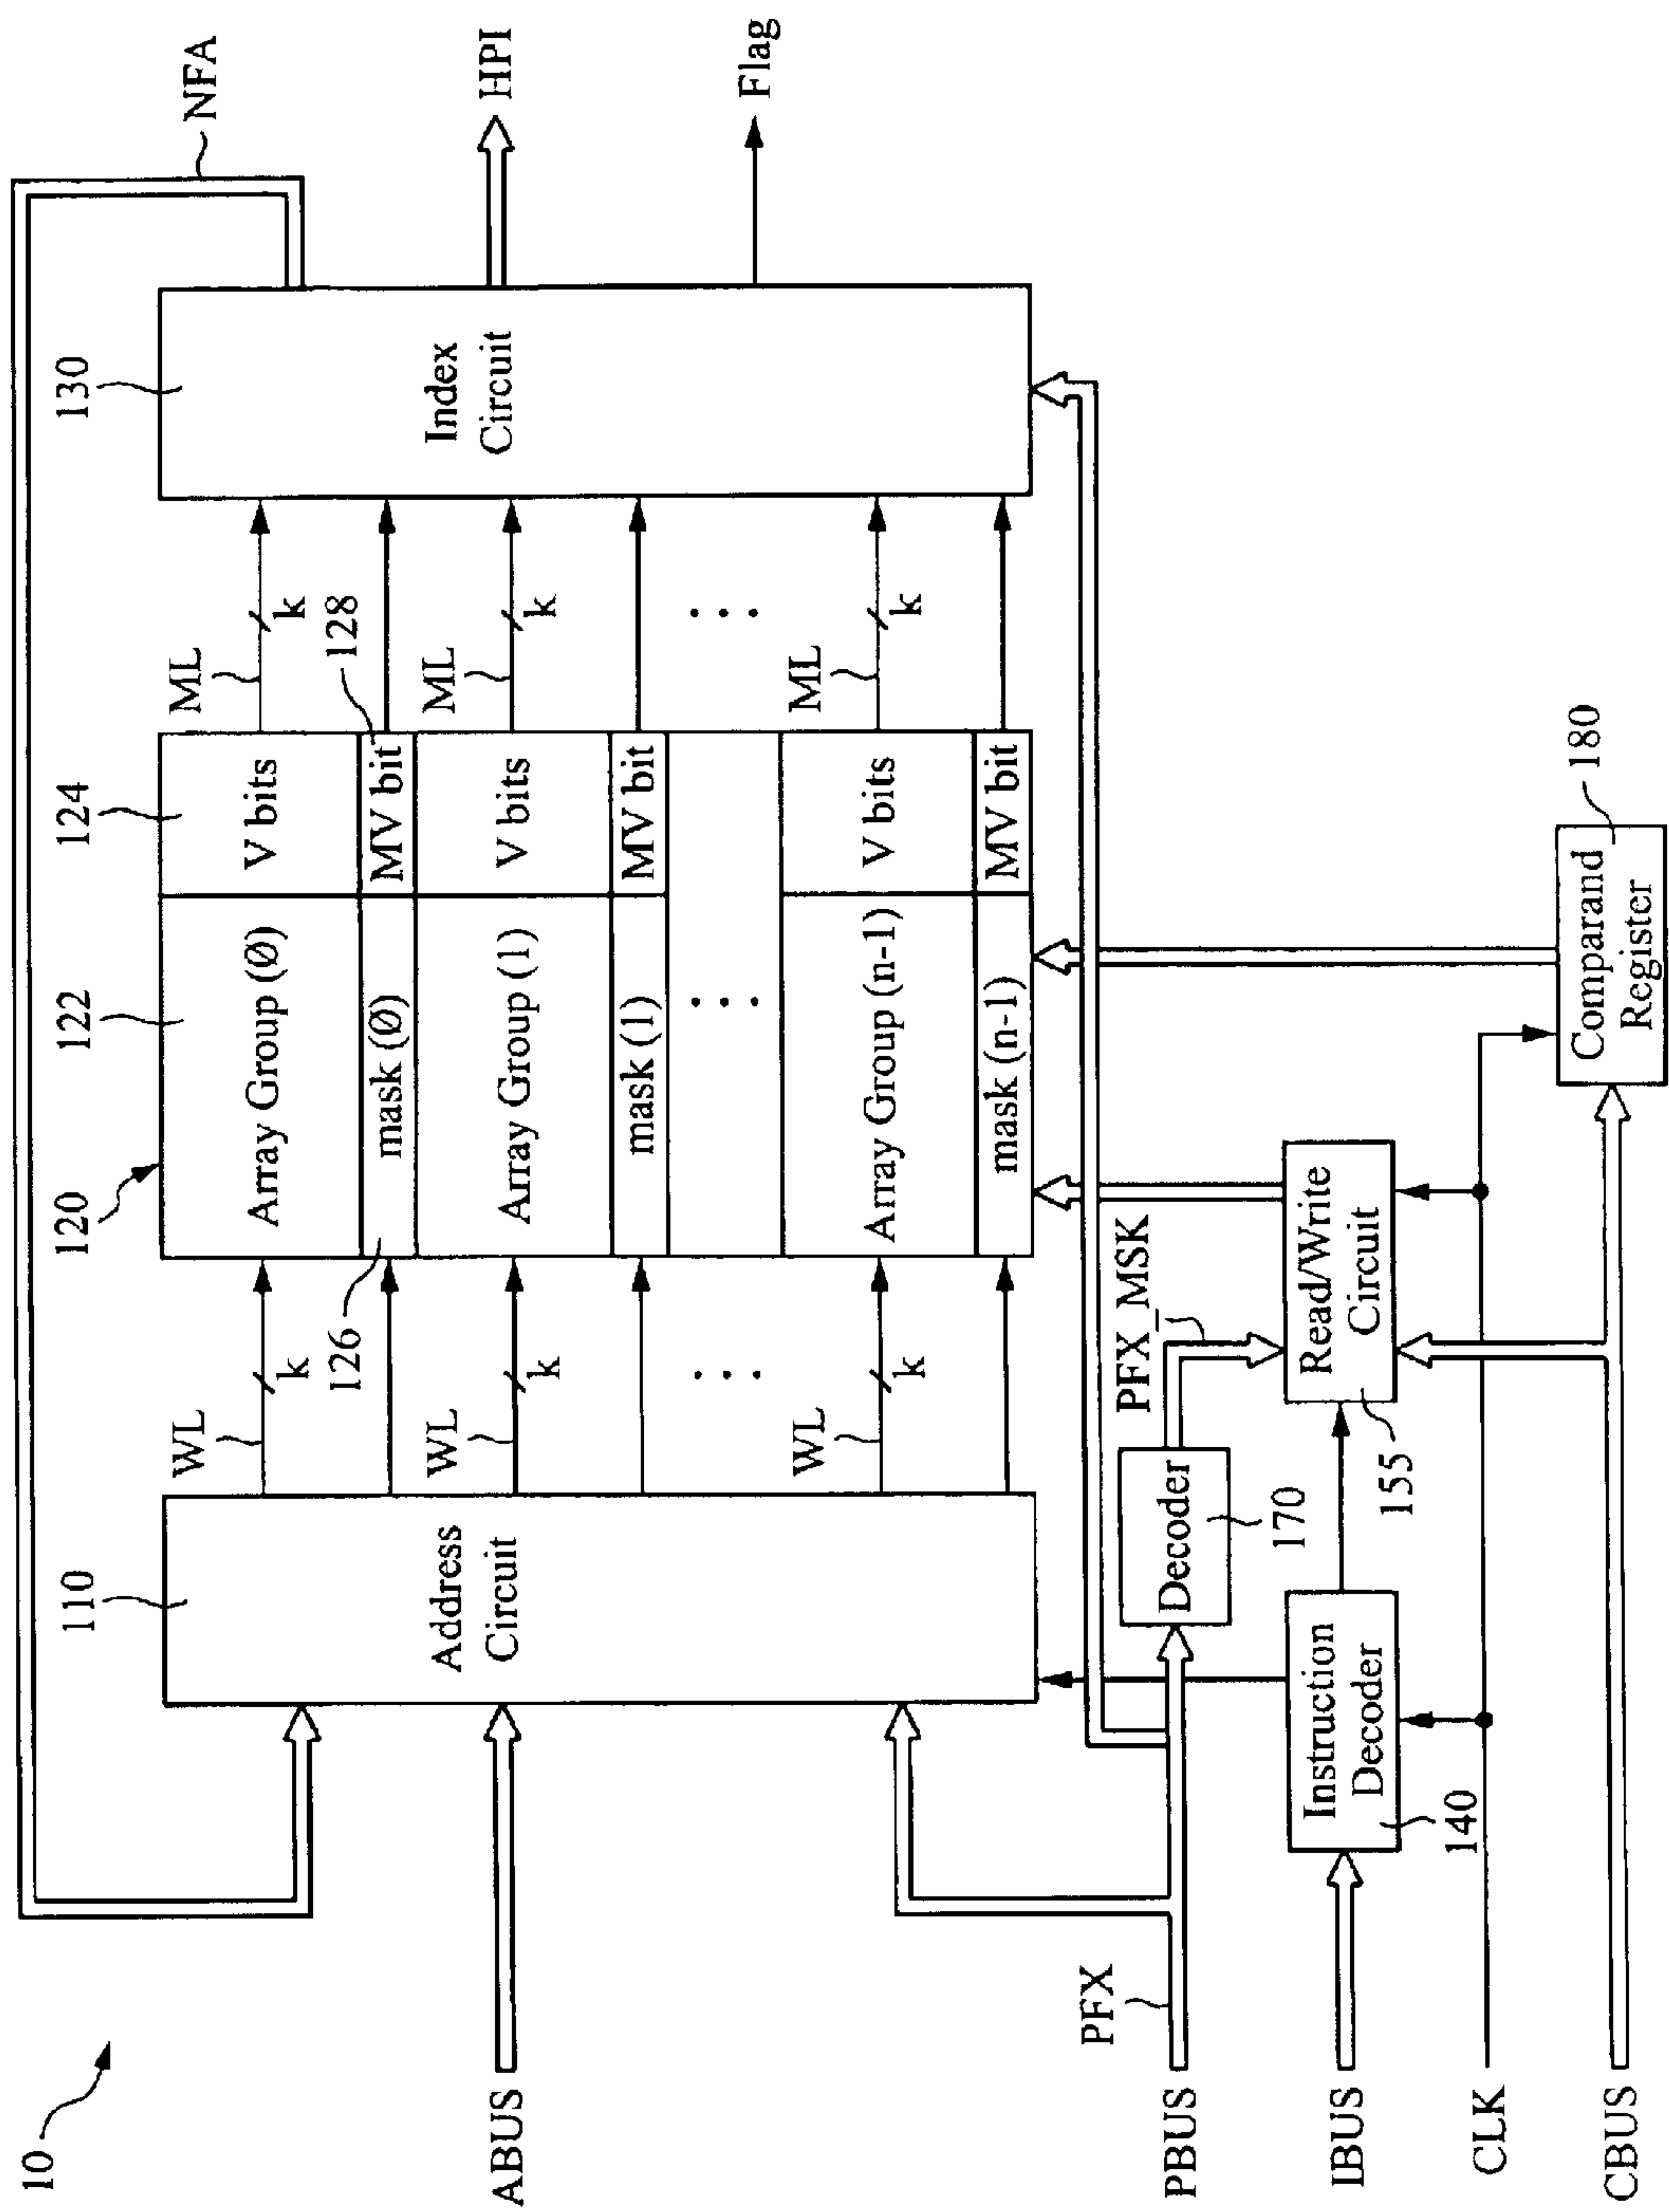 10
NFA
110
120
122
124
130
WL
k
126
Array Group (Ø)
V bits
ML
k
HPI
mask (Ø)
MV bit
128
ABUS
Address
Circuit
WL
k
Array Group (1)
V bits
ML
k
Index
Circuit
mask (1)
MV bit
Flag
. . .
. . .
. . .
WL
k
Array Group (n-1)
V bits
ML
k
mask (n-1)
MV bit
PFX
PFX_MSK
PBUS
Decoder
170
IBUS
Instruction
Decoder
140
Read/Write
Circuit
155
CLK
CBUS
Comparand
Register
180